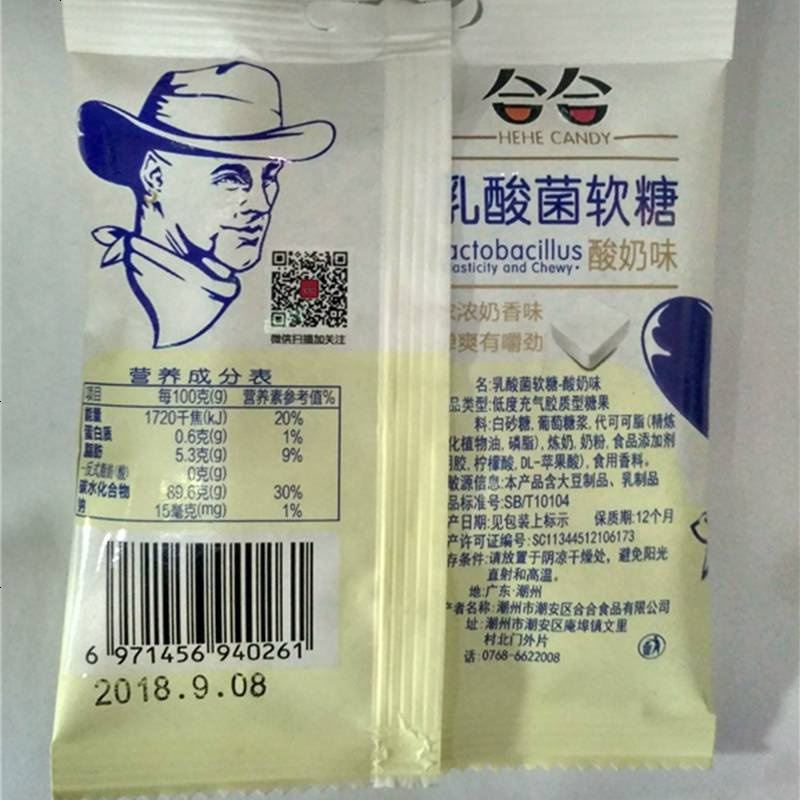 微信扫描加关注
营养成分表
项目 每100克(g) 营养素参考值%
能量 1720千焦(kJ) 20%
蛋白质 0.6克(g) 1%
脂肪 5.3克(g) 9%
-反式脂肪(酸) 0克(g)
碳水化合物 89.6克(g) 30%
钠 15毫克(mg) 1%
6 971456 940261
2018.9.08
合合
HEHE CANDY
乳酸菌软糖
actobacillus 酸奶味
asticity and Chewy·
浓奶香味
爽有嚼劲
名:乳酸菌软糖-酸奶味
品类型:低度充气胶质型糖果
料:白砂糖, 葡萄糖浆, 代可可脂(精炼
化植物油, 磷脂), 炼奶, 奶粉, 食品添加剂
胶, 柠檬酸, DL-苹果酸), 食用香料。
敏源信息:本产品含大豆制品、乳制品
品标准号:SB/T10104
产日期:见包装上标示 保质期:12个月
产许可证编号:SC11344512106173
存条件:请放置于阴凉干燥处，避免阳光
直射和高温。
地:广东·潮州
产者名称:潮州市潮安区合合食品有限公司
址:潮州市潮安区庵埠镇文里
村北门外片
话:0768-6622008